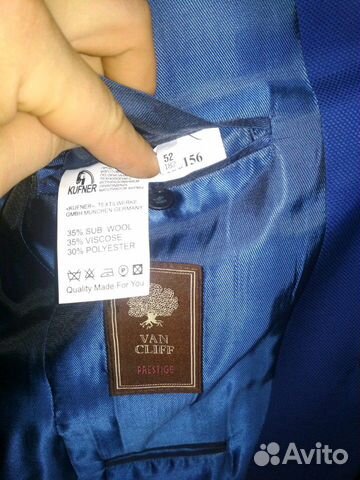 KUFNER
52
182
156
«KUFNER» TEXTILWERKE
GMBH MUNCHEN GERMANY
35% SUB. WOOL
35% VISCOSE
30% POLYESTER
P
Quality Made For You
VAN
CLIFF
PRESTIGE
Avito